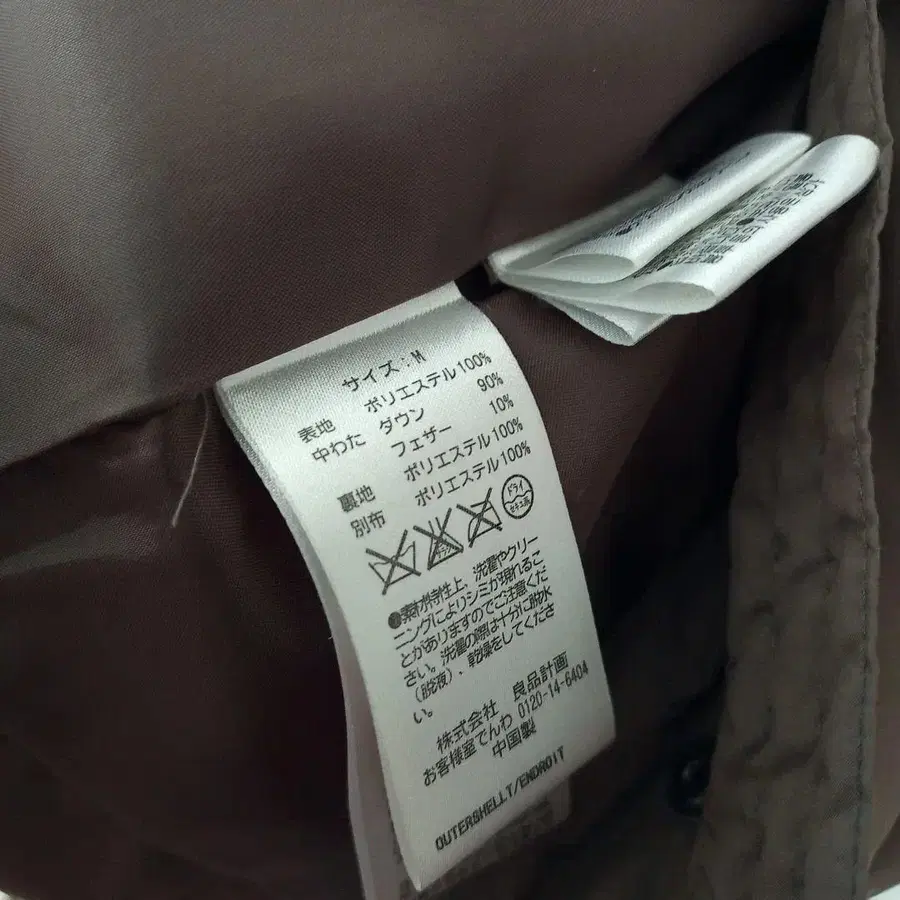 サイズ:M
表地 ポリエステル100%
中わた ダウン 90%
フェザー 10%
裏地 ポリエステル100%
別布 ポリエステル100%
ドライ
セキユ系
●素材の特性上、洗濯やクリー
ニングによりシミが現れるこ
とがありますのでご注意くだ
さい。洗濯の際は十分に脱水
(脱液)、乾燥をしてくださ
い。
株式会社 良品計画
お客様室でんわ 0120-14-6404
中国製
OUTERSHELLT/ENDROIT